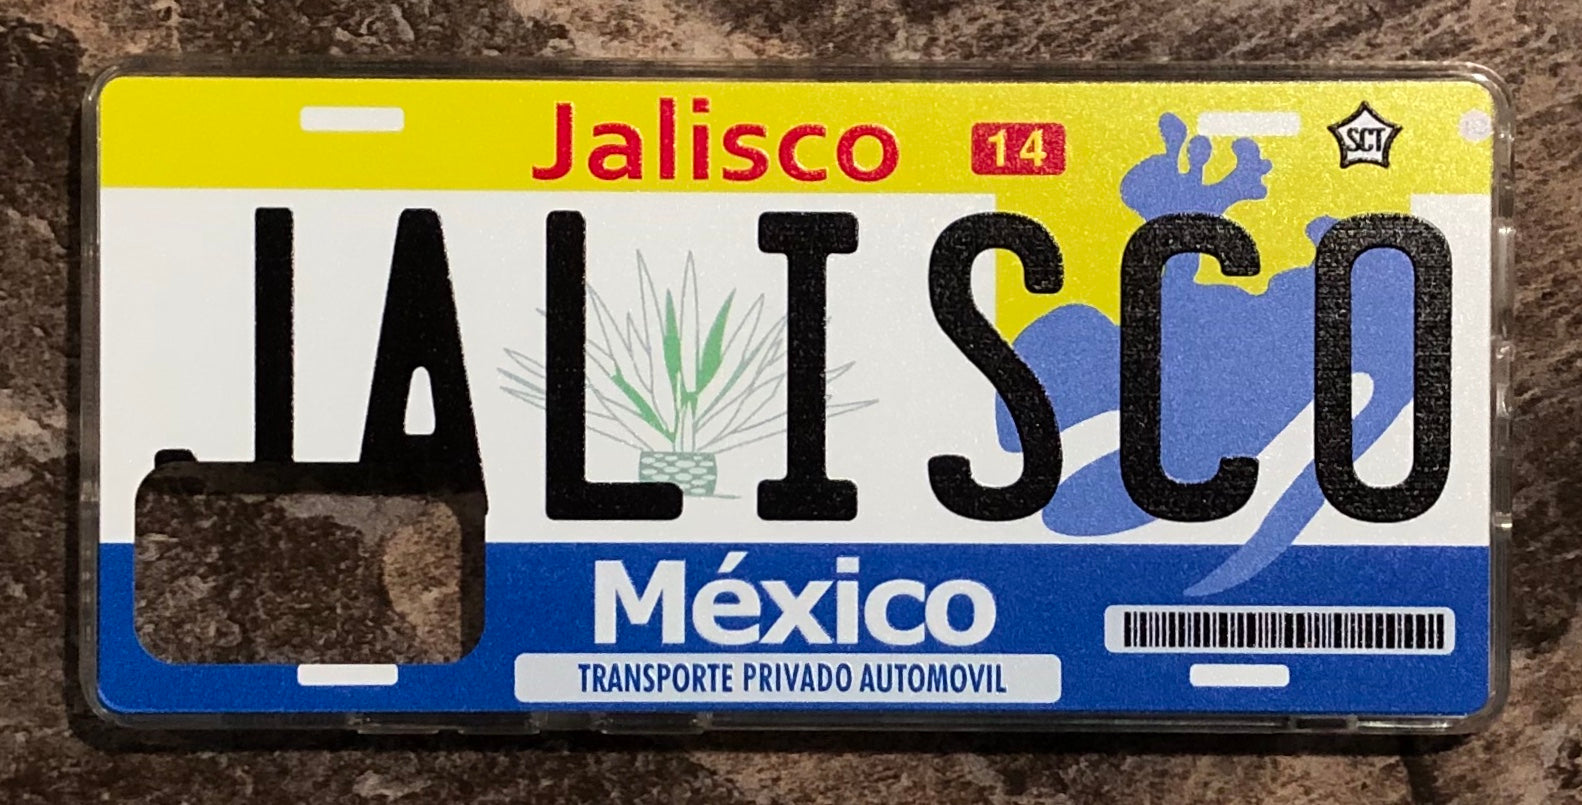 Jalisco 14 SCT
JALISCO
México
TRANSPORTE PRIVADO AUTOMOVIL